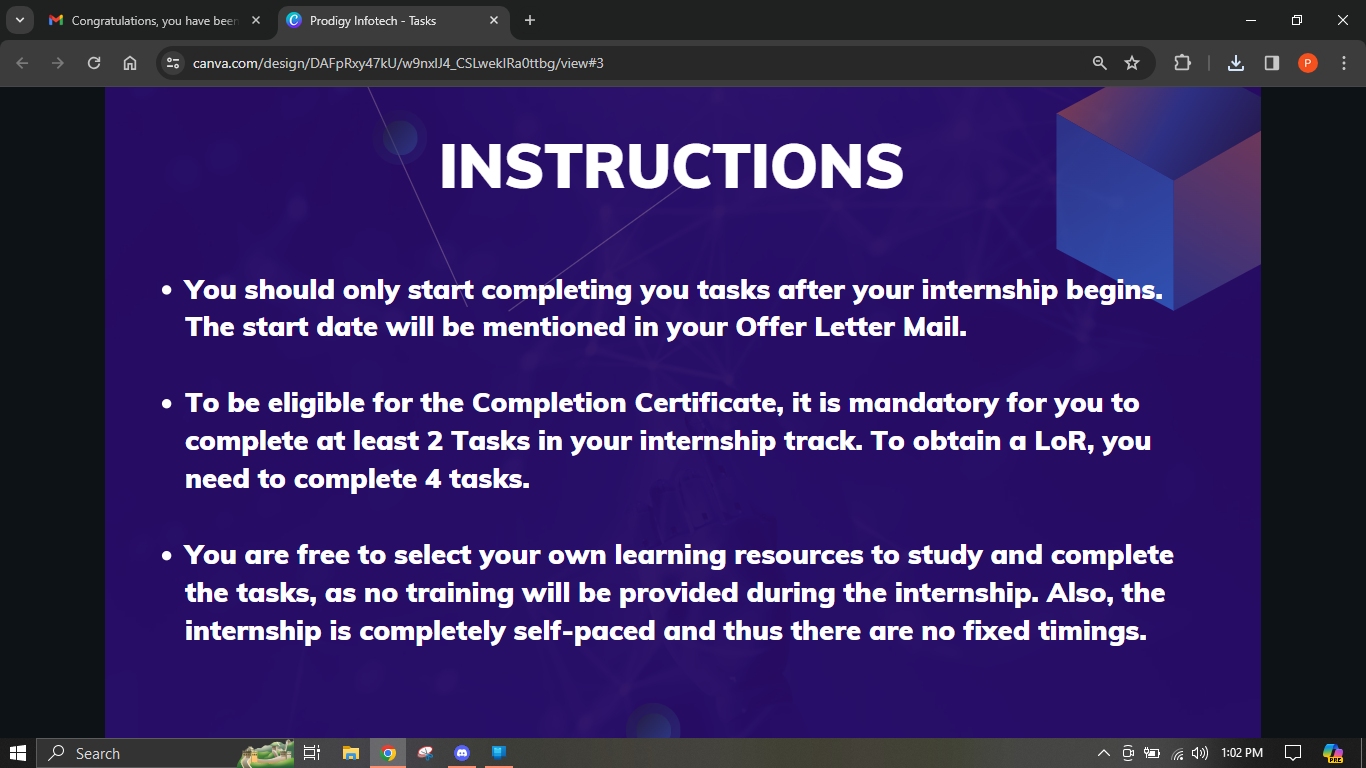 Congratulations, you have been
Prodigy Infotech - Tasks
canva.com/design/DAFpRxy47kU/w9nxlJ4_CSLweklRa0ttbg/view#3
P
INSTRUCTIONS
• You should only start completing you tasks after your internship begins.
The start date will be mentioned in your Offer Letter Mail.
• To be eligible for the Completion Certificate, it is mandatory for you to
complete at least 2 Tasks in your internship track. To obtain a LoR, you
need to complete 4 tasks.
• You are free to select your own learning resources to study and complete
the tasks, as no training will be provided during the internship. Also, the
internship is completely self-paced and thus there are no fixed timings.
Search
1:02 PM
PRE